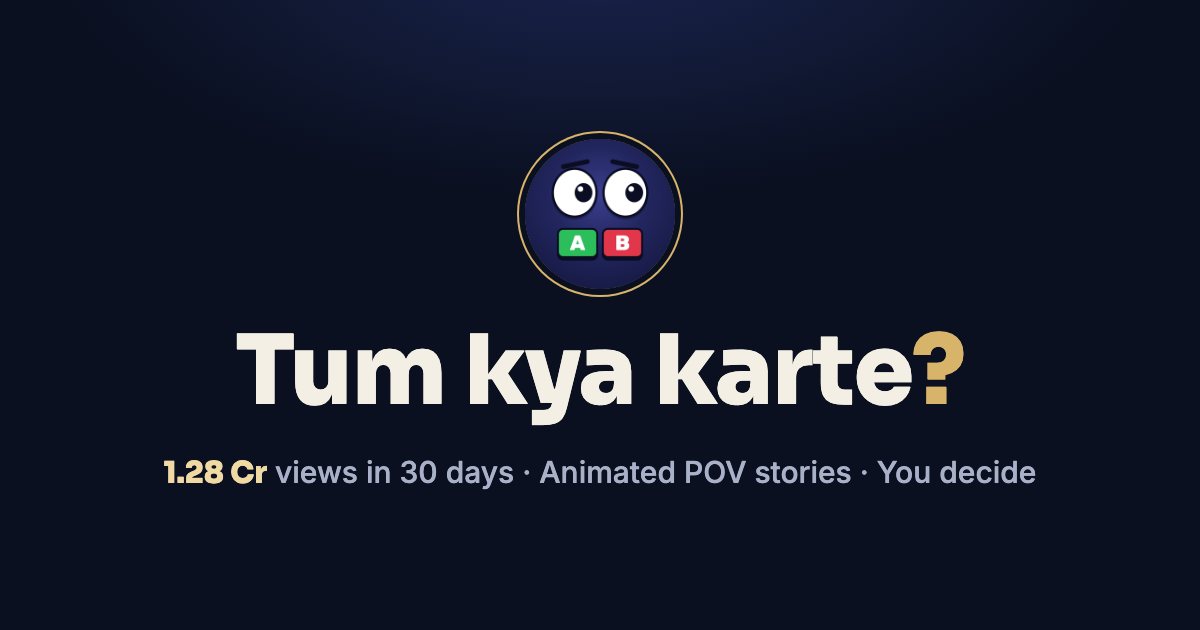 A B
Tum kya karte?
1.28 Cr views in 30 days · Animated POV stories · You decide